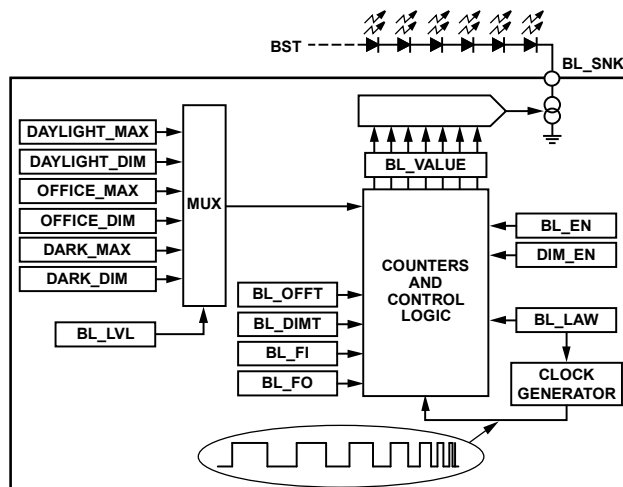 BST
BL_SNK
DAYLIGHT_MAX
DAYLIGHT_DIM
OFFICE_MAX
OFFICE_DIM
DARK_MAX
DARK_DIM
MUX
BL_LVL
BL_VALUE
COUNTERS
AND
CONTROL
LOGIC
BL_OFFT
BL_DIMT
BL_FI
BL_FO
BL_EN
DIM_EN
BL_LAW
CLOCK
GENERATOR